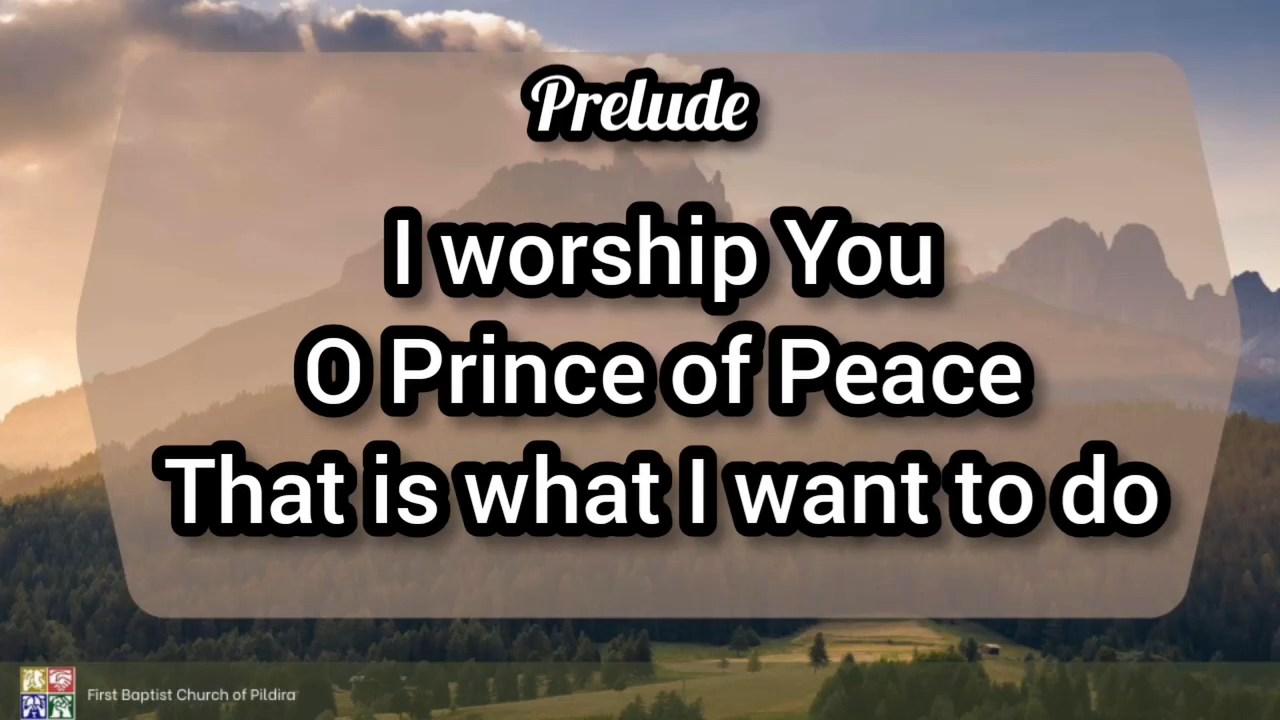 Prelude
I worship You
O Prince of Peace
That is what I want to do
First Baptist Church of Pildira